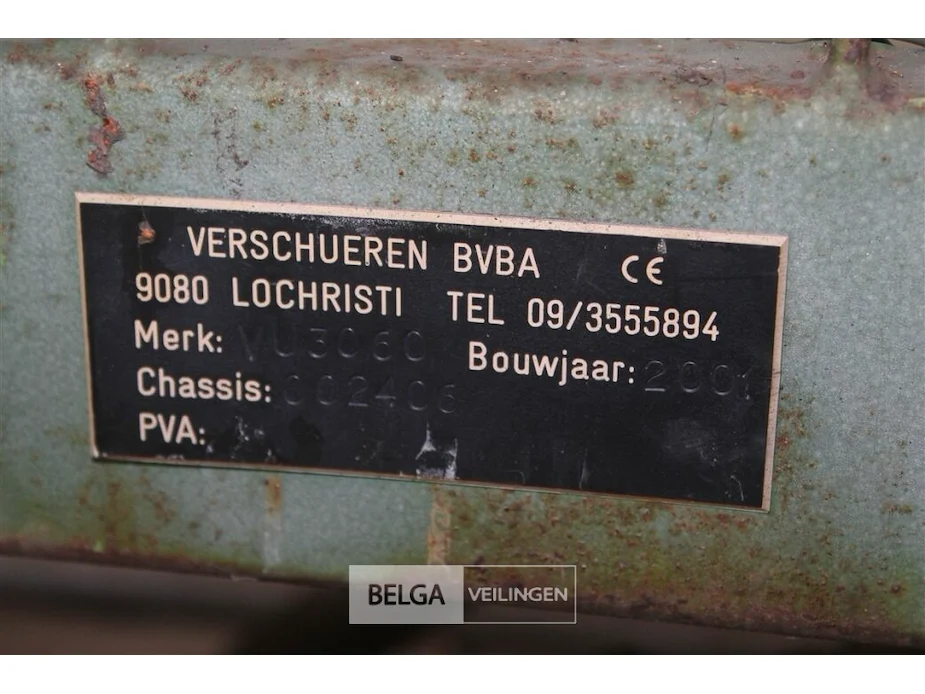 VERSCHUEREN BVBA CE
9080 LOCHRISTI TEL 09/3555894
Merk: VU3060 Bouwjaar: 2001
Chassis: 002406
PVA:
BELGA VEILINGEN